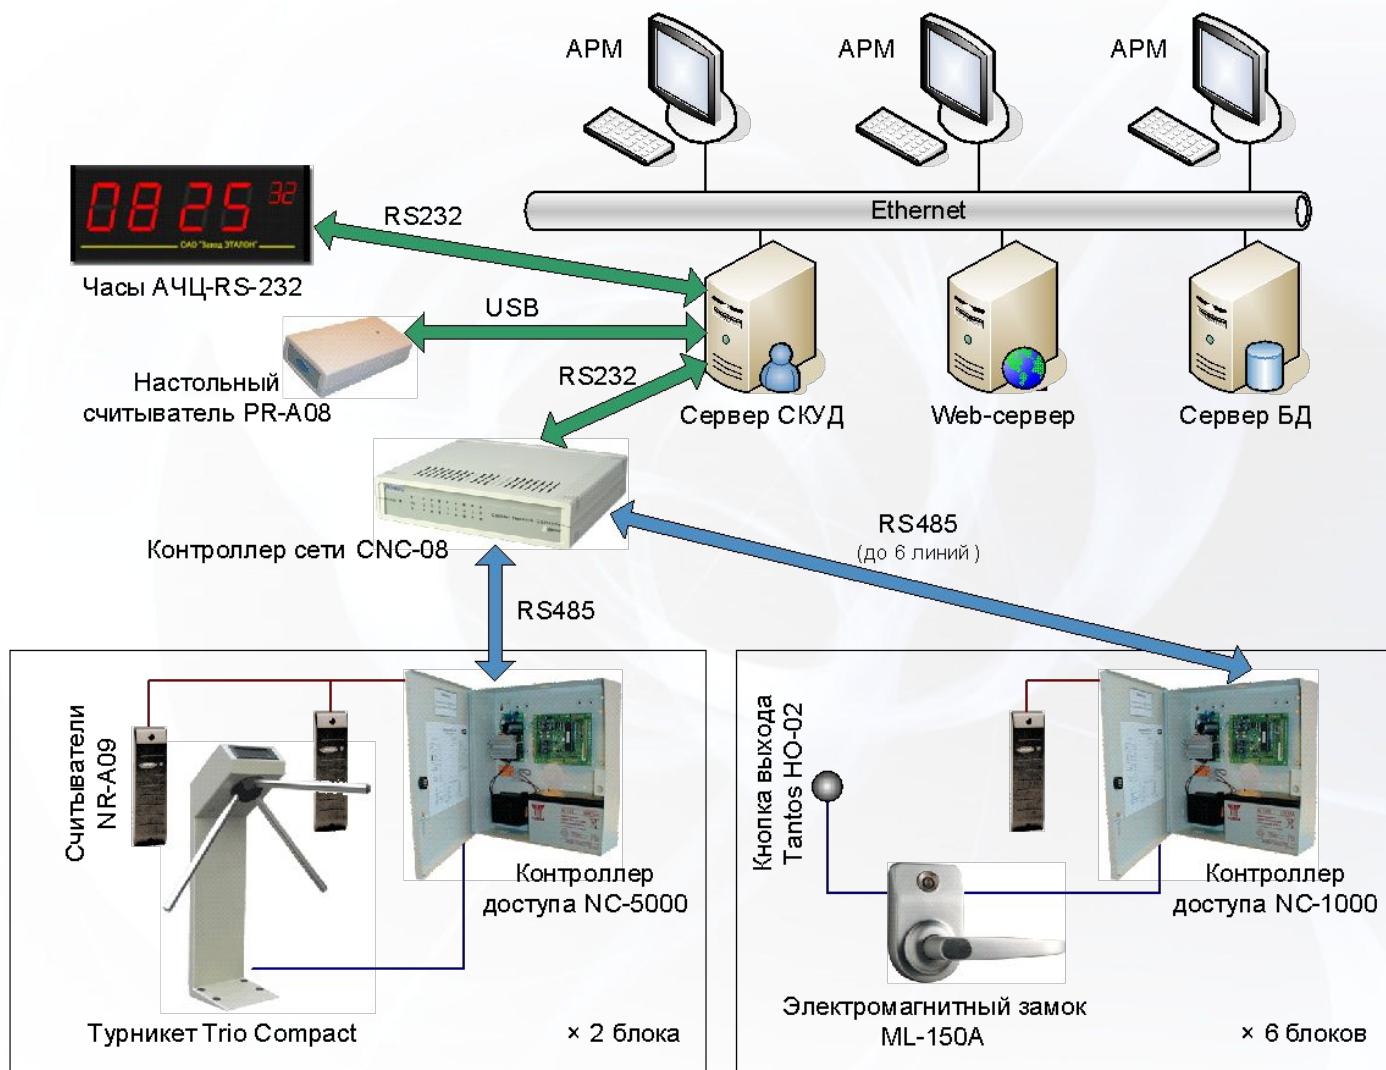 АРМ
АРМ
АРМ
Ethernet
08 25 32
ОАО "Завод ЭТАЛОН"
Часы АЧЦ-RS-232
RS232
USB
Настольный
считыватель PR-A08
RS232
Сервер СКУД
Web-сервер
Сервер БД
Контроллер сети CNC-08
RS485
(до 6 линий )
RS485
Считыватели
NR-A09
Контроллер
доступа NC-5000
Турникет Trio Compact
× 2 блока
Кнопка выхода
Tantos HO-02
Контроллер
доступа NC-1000
Электромагнитный замок
ML-150A
× 6 блоков